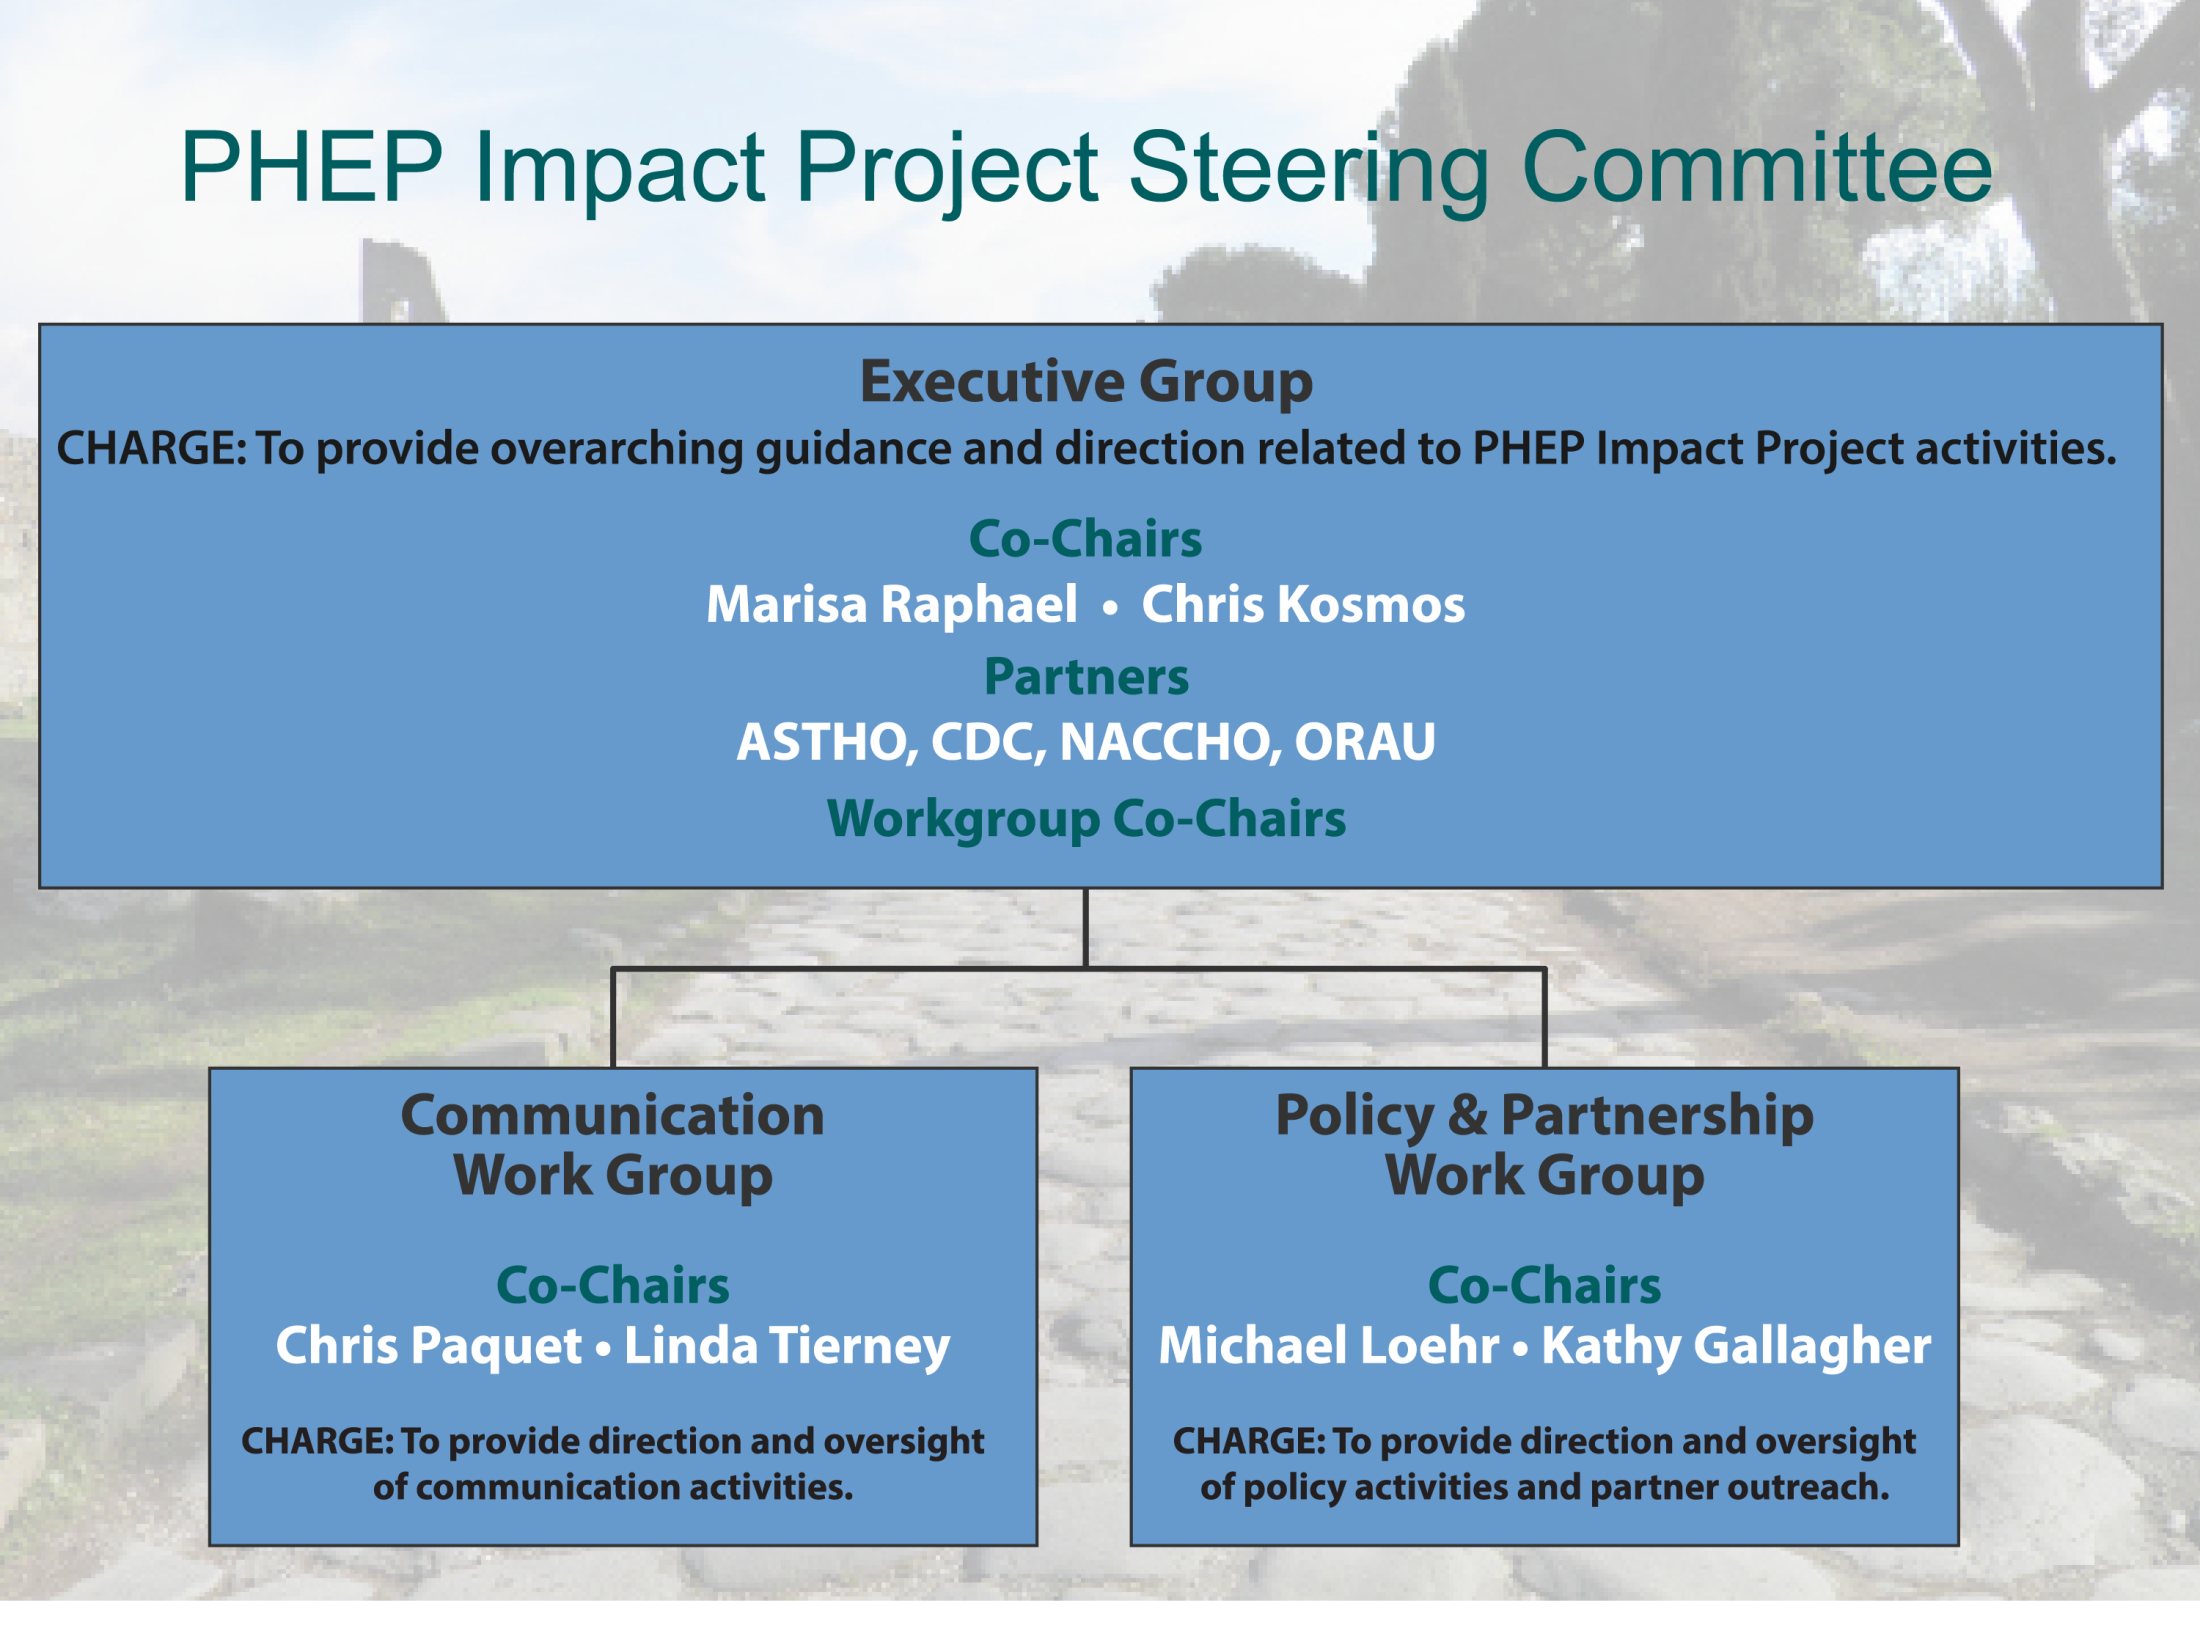 PHEP Impact Project Steering Committee
Executive Group
CHARGE: To provide overarching guidance and direction related to PHEP Impact Project activities.
Co-Chairs
Marisa Raphael • Chris Kosmos
Partners
ASTHO, CDC, NACCHO, ORAU
Workgroup Co-Chairs
Communication
Work Group
Co-Chairs
Chris Paquet • Linda Tierney
CHARGE: To provide direction and oversight
of communication activities.
Policy & Partnership
Work Group
Co-Chairs
Michael Loehr • Kathy Gallagher
CHARGE: To provide direction and oversight
of policy activities and partner outreach.